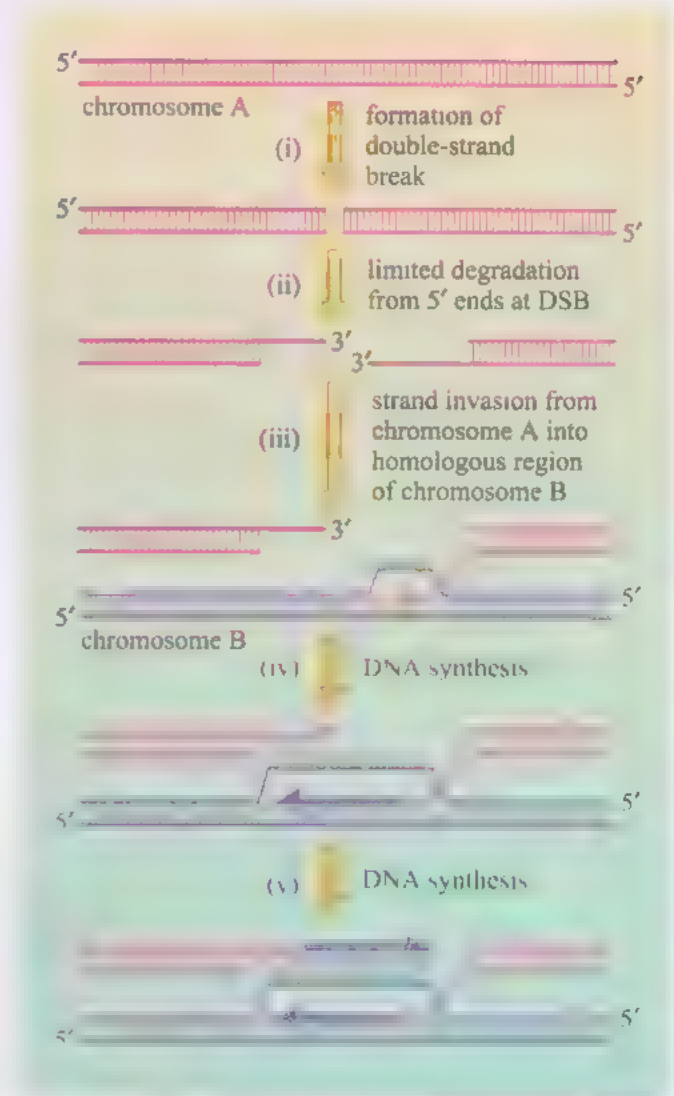 5′
5′
chromosome A
(i)
formation of
double-strand
break
5′
5′
(ii)
limited degradation
from 5′ ends at DSB
3′
3′
(iii)
strand invasion from
chromosome A into
homologous region
of chromosome B
3′
5′
5′
chromosome B
(iv)
DNA synthesis
5′
5′
(v)
DNA synthesis
5′
5′